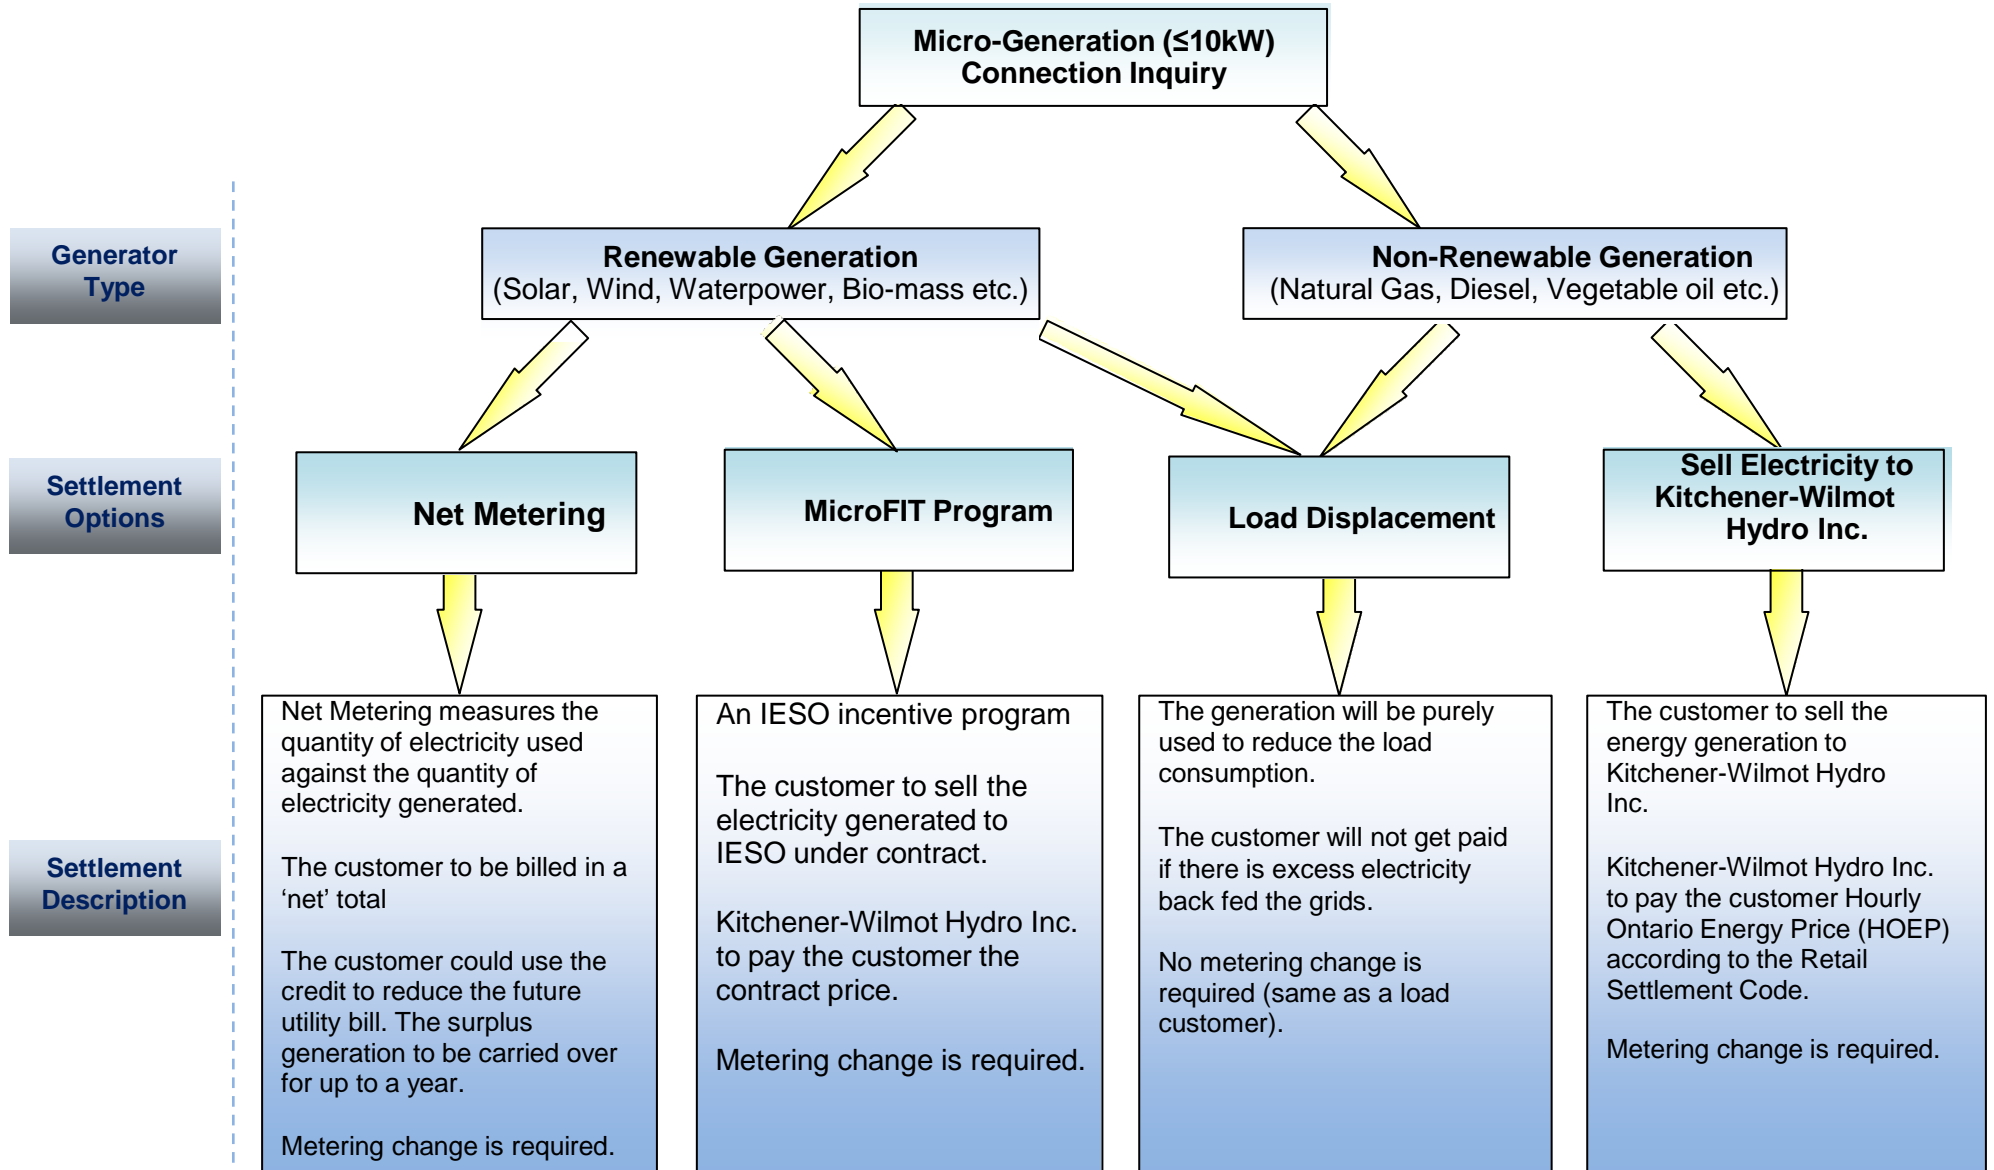 Micro-Generation (≤10kW)
Connection Inquiry
Generator
Type
Renewable Generation
(Solar, Wind, Waterpower, Bio-mass etc.)
Non-Renewable Generation
(Natural Gas, Diesel, Vegetable oil etc.)
Settlement
Options
Net Metering
MicroFIT Program
Load Displacement
Sell Electricity to
Kitchener-Wilmot
Hydro Inc.
Settlement
Description
Net Metering measures the
quantity of electricity used
against the quantity of
electricity generated.
The customer to be billed in a
‘net’ total
The customer could use the
credit to reduce the future
utility bill. The surplus
generation to be carried over
for up to a year.
Metering change is required.
An IESO incentive program
The customer to sell the
electricity generated to
IESO under contract.
Kitchener-Wilmot Hydro Inc.
to pay the customer the
contract price.
Metering change is required.
The generation will be purely
used to reduce the load
consumption.
The customer will not get paid
if there is excess electricity
back fed the grids.
No metering change is
required (same as a load
customer).
The customer to sell the
energy generation to
Kitchener-Wilmot Hydro
Inc.
Kitchener-Wilmot Hydro Inc.
to pay the customer Hourly
Ontario Energy Price (HOEP)
according to the Retail
Settlement Code.
Metering change is required.